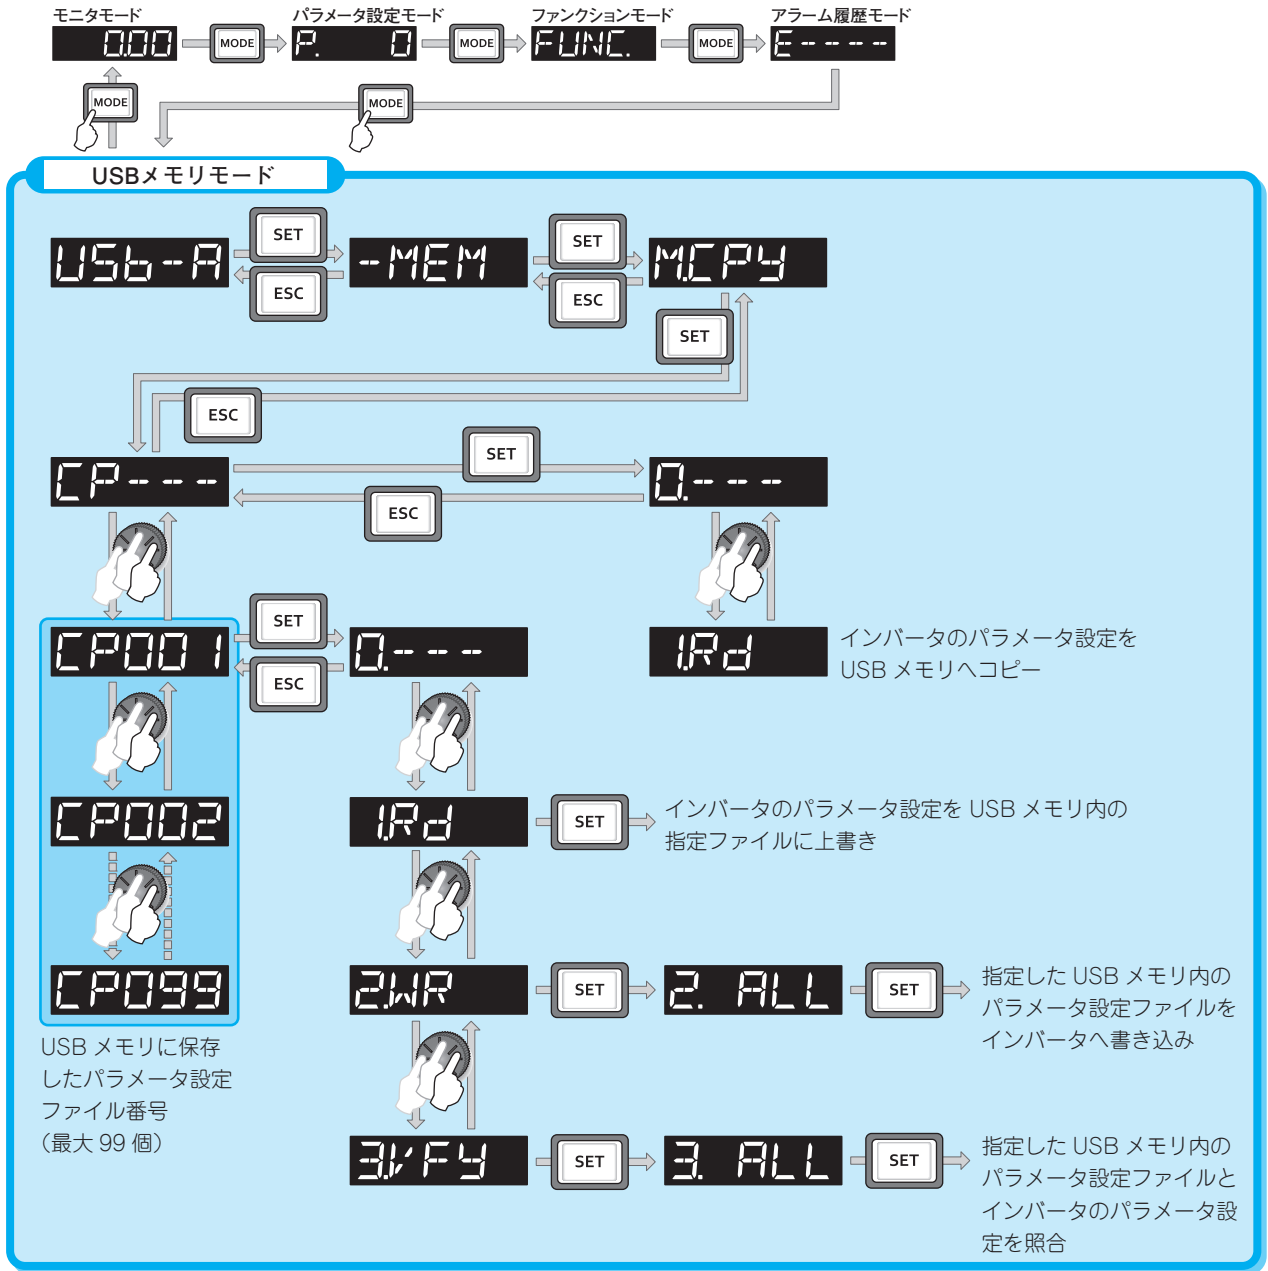 モニタモード
パラメータ設定モード
ファンクションモード
アラーム履歴モード
0.00
MODE
P. 0
MODE
FUNC.
MODE
E----
MODE
MODE
USBメモリモード
USb-A
SET
ESC
-MEM
SET
ESC
M.CPY
SET
ESC
CP---
SET
ESC
0.---
CP001
SET
ESC
0.---
1.Rd
インバータのパラメータ設定を
USB メモリへコピー
CP002
1.Rd
SET
インバータのパラメータ設定を USB メモリ内の
指定ファイルに上書き
CP099
USB メモリに保存
したパラメータ設定
ファイル番号
（最大 99 個）
2.WR
SET
2. ALL
SET
指定した USB メモリ内の
パラメータ設定ファイルを
インバータへ書き込み
3.VFY
SET
3. ALL
SET
指定した USB メモリ内の
パラメータ設定ファイルと
インバータのパラメータ設
定を照合